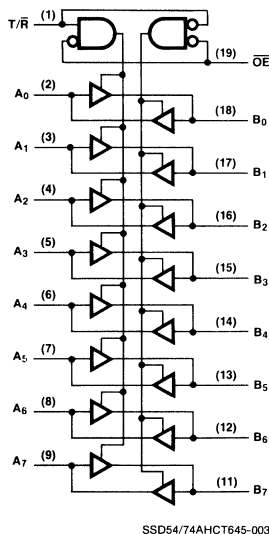 T/R̅ (1)
(19) O̅E̅
A0 (2)
(18) B0
A1 (3)
(17) B1
A2 (4)
(16) B2
A3 (5)
(15) B3
A4 (6)
(14) B4
A5 (7)
(13) B5
A6 (8)
(12) B6
A7 (9)
(11) B7
SSD54/74AHCT645-003